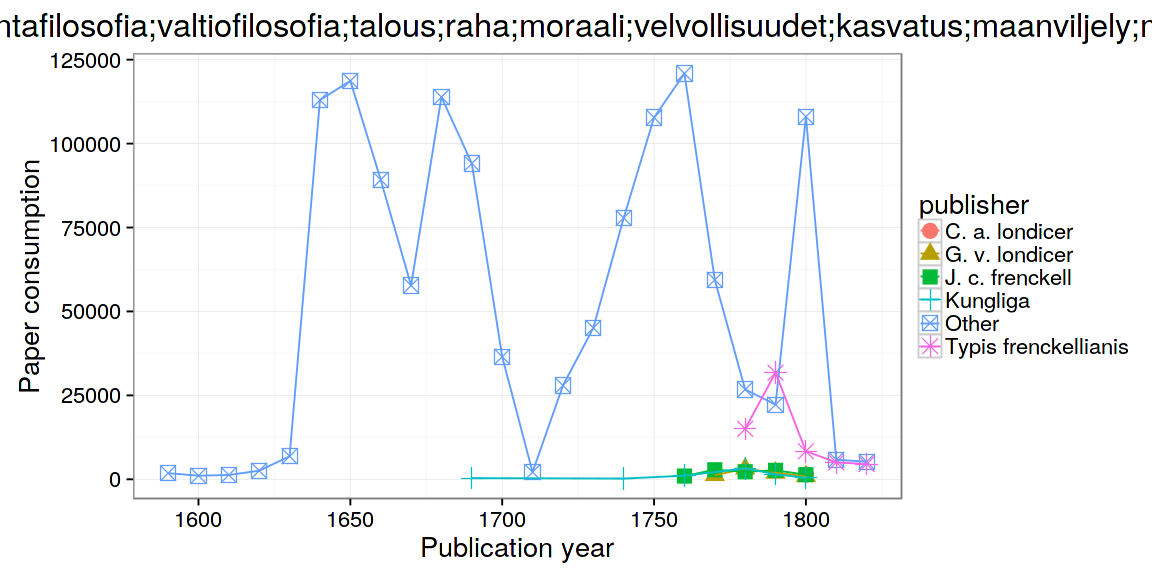 ntafilosofia;valtiofilosofia;talous;raha;moraali;velvollisuudet;kasvatus;maanviljely;
125000
100000
75000
50000
25000
0
Paper consumption
1600 1650 1700 1750 1800
Publication year
publisher
C. a. londicer
G. v. londicer
J. c. frenckell
Kungliga
Other
Typis frenckellianis